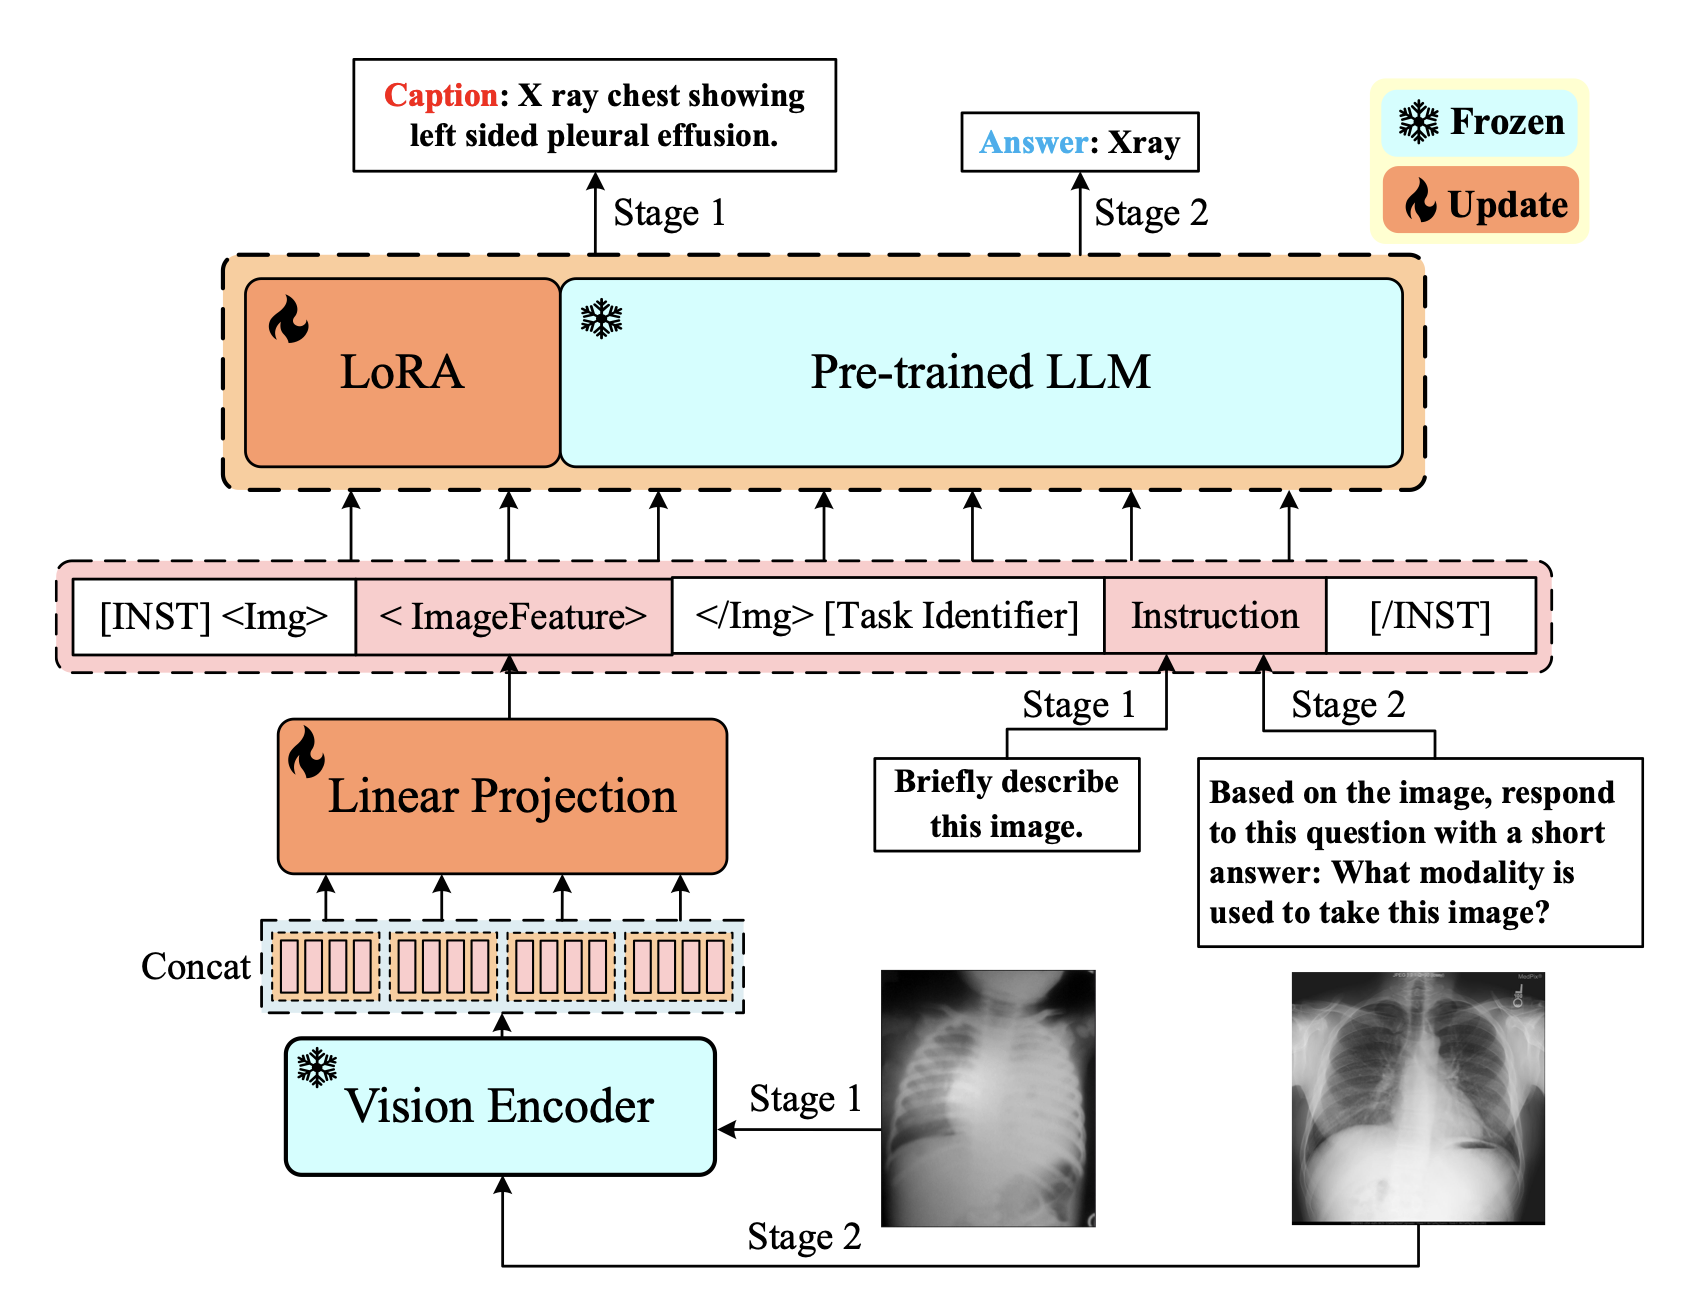 Caption: X ray chest showing
left sided pleural effusion.
Answer: Xray
Frozen
Update
Stage 1
Stage 2
LoRA
Pre-trained LLM
[INST] <Img>
< ImageFeature>
</Img> [Task Identifier]
Instruction
[/INST]
Stage 1
Stage 2
Linear Projection
Briefly describe
this image.
Based on the image, respond
to this question with a short
answer: What modality is
used to take this image?
Concat
Vision Encoder
Stage 1
Stage 2